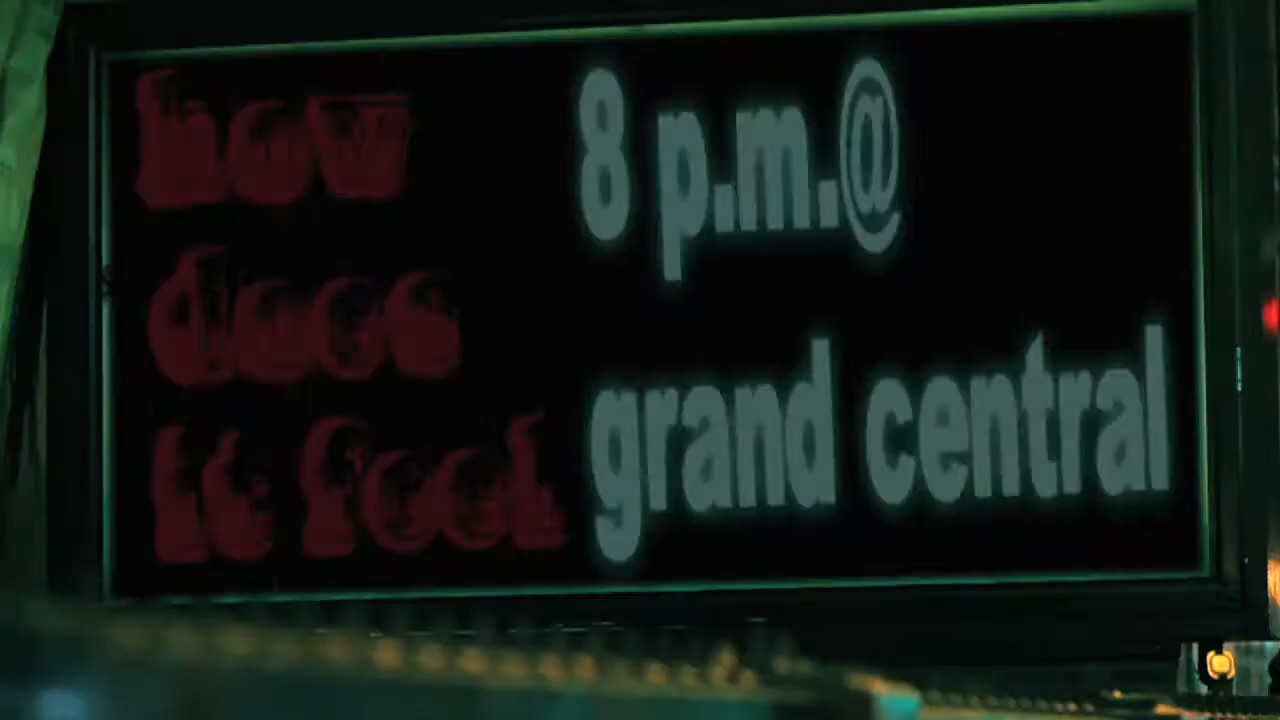 how
does
it feel
8 p.m.@
grand central